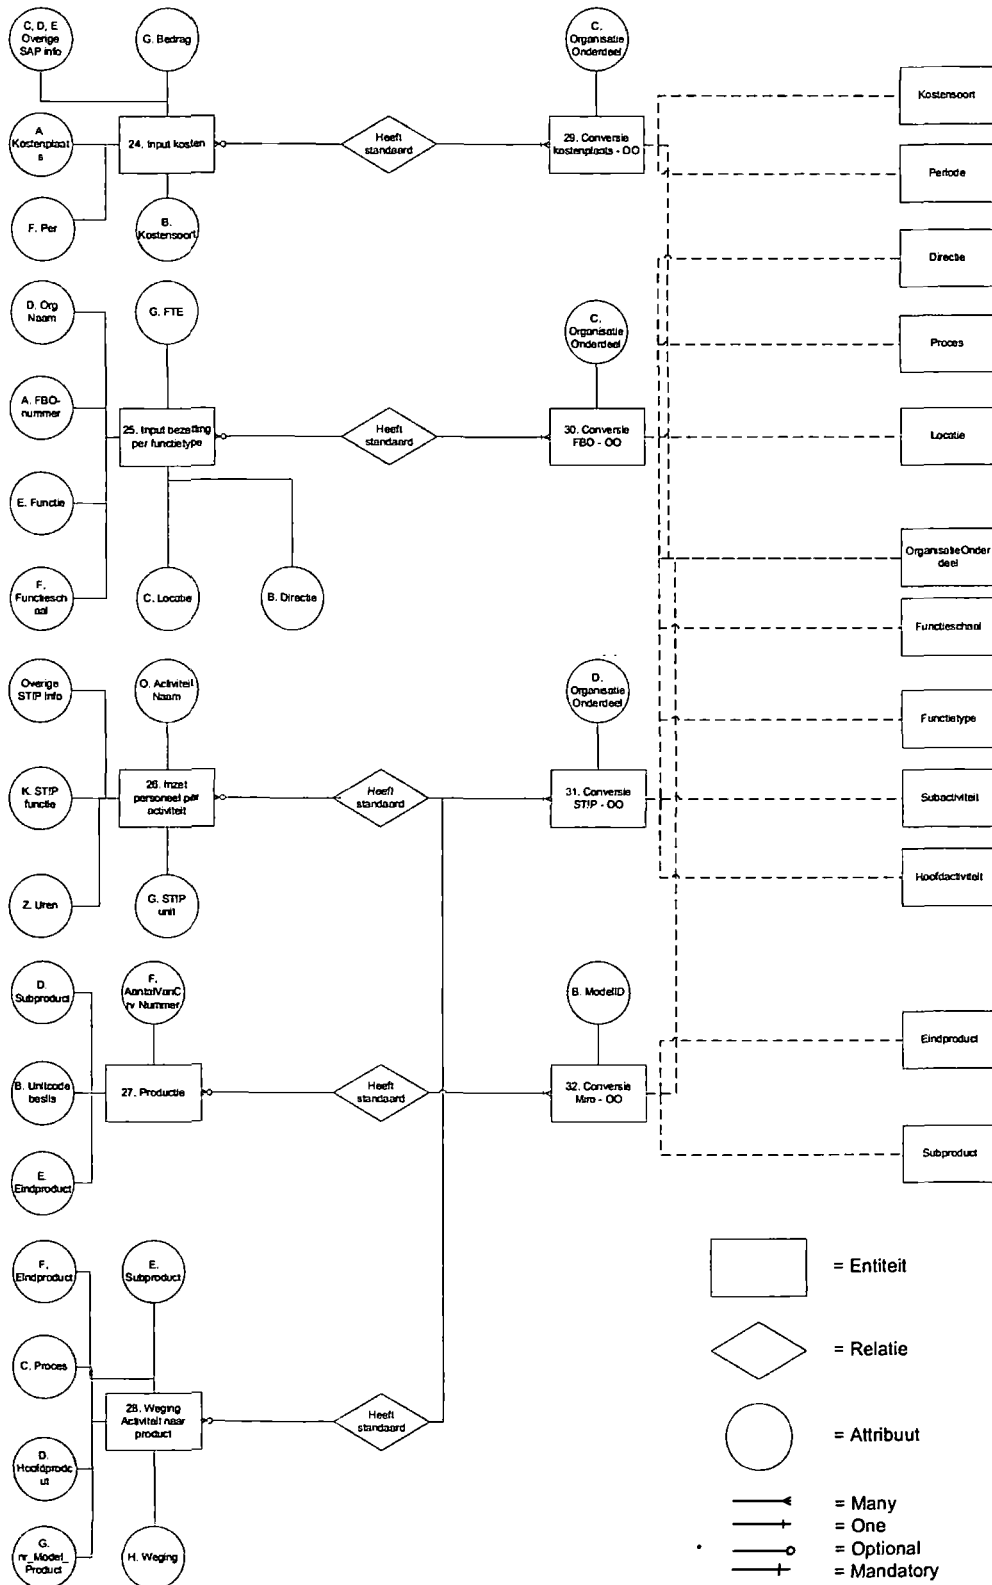 C, D, E
Overige
SAP info
G. Bedrag
C.
Organisatie
Onderdeel
Kostensoort
A.
Kostenplaat
s
24. Input kosten
Heeft
standaard
29. Conversie
kostenplaats - OO
Periode
F. Per
B.
Kostensoort
Directie
D. Org
Naam
G. FTE
C.
Organisatie
Onderdeel
Proces
A. FBO-
nummer
25. Input bezetting
per functietype
Heeft
standaard
30. Conversie
FBO - OO
Locatie
E. Functie
OrganisatieOnder
deel
F.
Functiesch
aal
C. Locatie
B. Directie
Functieschaal
Overige
STIP Info
O. Activiteit
Naam
D.
Organisatie
Onderdeel
Functietype
K. STIP
functie
26. Inzet
personeel per
activiteit
Heeft
standaard
31. Conversie
STIP - OO
Subactiviteit
Hoofdactiviteit
Z. Uren
G. STIP
unit
D.
Subproduct
F.
AantalVanC
rv Nummer
B. ModelID
Eindproduct
B. Unitcode
beslis
27. Productie
Heeft
standaard
32. Conversie
Miro - OO
E.
Eindproduct
Subproduct
F.
Eindproduct
E.
Subproduct
= Entiteit
C. Proces
= Relatie
28. Weging
Activiteit naar
product
Heeft
standaard
D.
Hoofdprodc
ut
= Attribuut
G.
nr_Model_
Product
H. Weging
= Many
= One
= Optional
= Mandatory